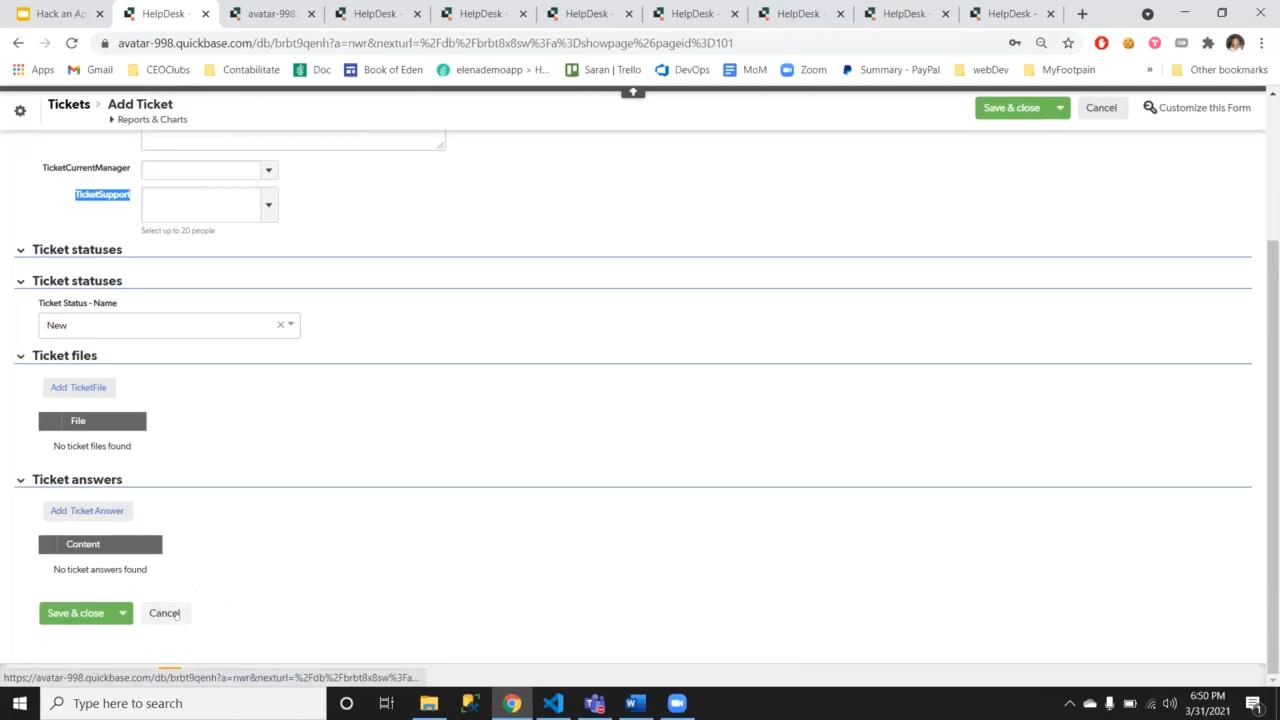 Hack an Ap
HelpDesk -
avatar-998.
HelpDesk -
HelpDesk -
HelpDesk -
HelpDesk -
HelpDesk -
HelpDesk -
HelpDesk -
avatar-998.quickbase.com/db/brbt9qenh?a=nwr&nexturl=%2Fdb%2Fbrbt8x8sw%3Fa%3Dshowpage%26pageid%3D101
Apps
Gmail
CEOClubs
Contabilitate
Doc
Book of Eden
elenademoapp > H...
Saran | Trello
DevOps
MoM
Zoom
Summary - PayPal
webDev
MyFootpain
»
Other bookmarks
Tickets > Add Ticket
Reports & Charts
Save & close
Cancel
Customize this Form
TicketCurrentManager
TicketSupport
Select up to 20 people
Ticket statuses
Ticket statuses
Ticket Status - Name
New
Ticket files
Add TicketFile
File
No ticket files found
Ticket answers
Add Ticket Answer
Content
No ticket answers found
Save & close
Cancel
https://avatar-998.quickbase.com/db/brbt9qenh?a=nwr&nexturl=%2Fdb%2Fbrbt8x8sw%3Fa...
Type here to search
6:50 PM
3/31/2021
1